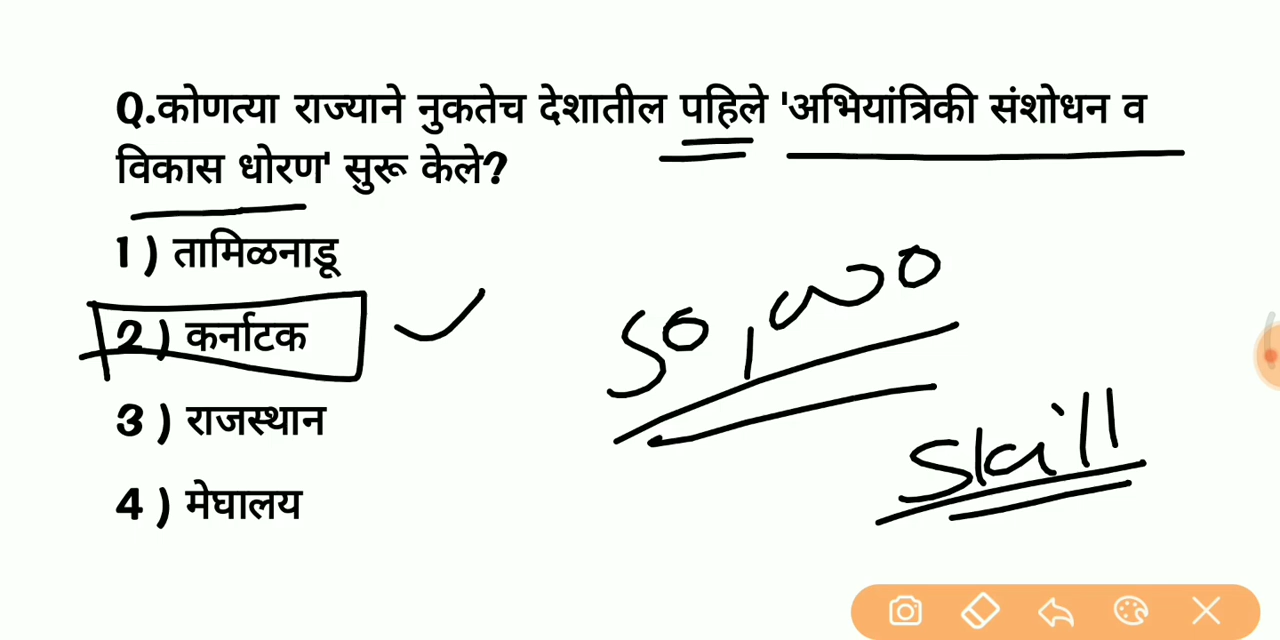 Q.कोणत्या राज्याने नुकतेच देशातील पहिले 'अभियांत्रिकी संशोधन व
विकास धोरण' सुरू केले?
1 ) तामिळनाडू
2 ) कर्नाटक
50,000
3 ) राजस्थान
Skill
4 ) मेघालय